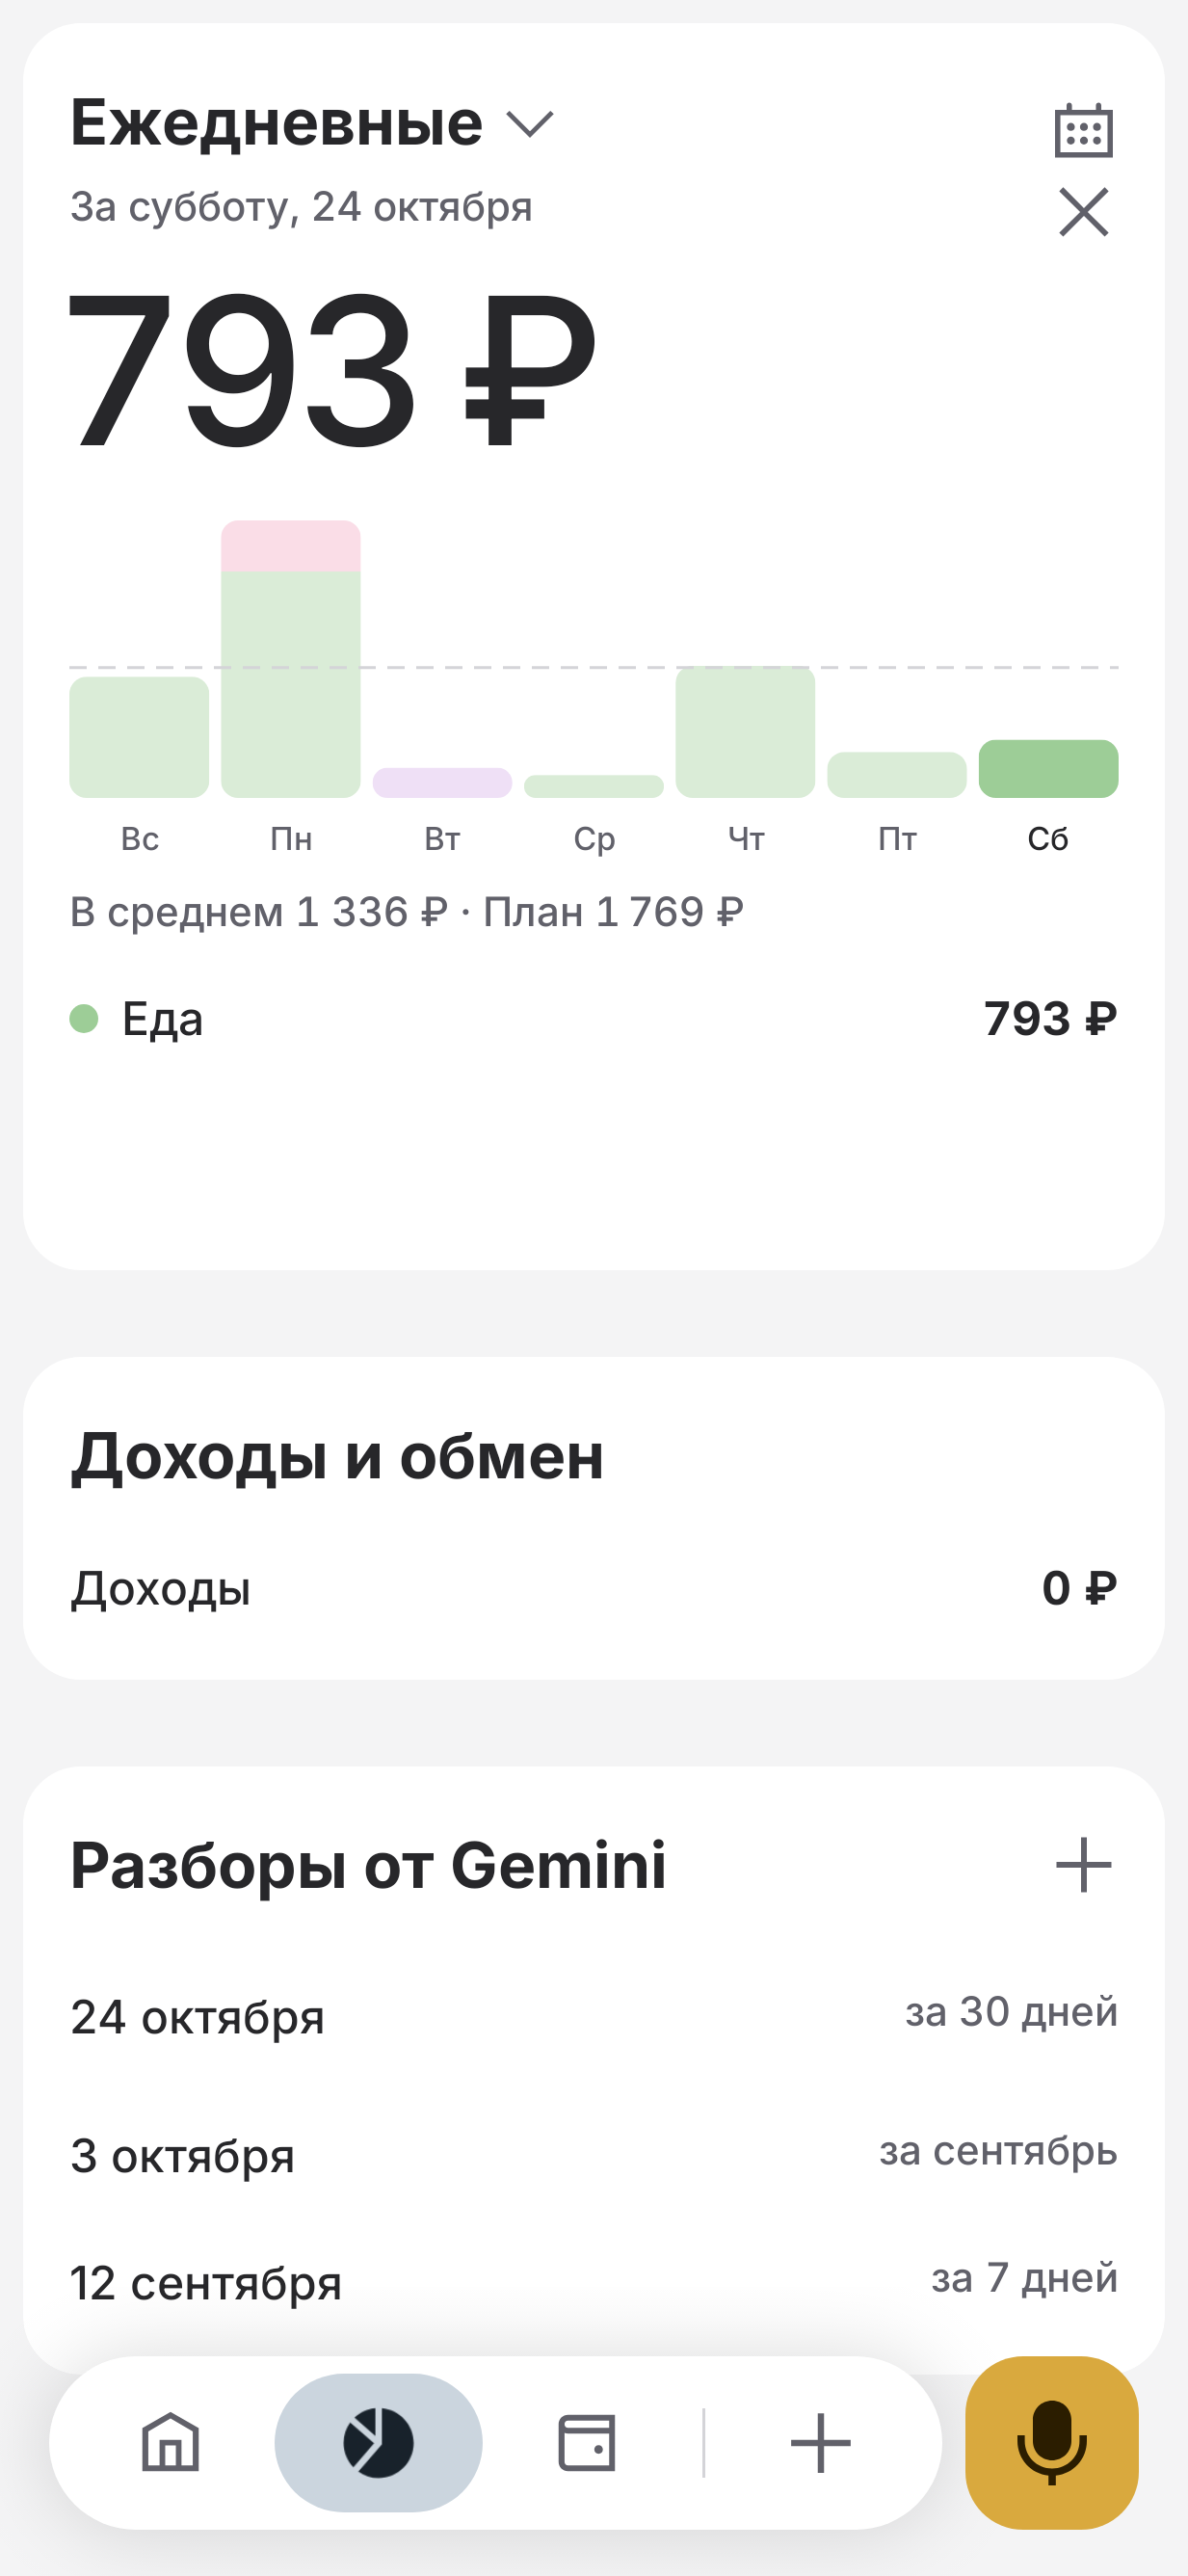 Ежедневные
За субботу, 24 октября
793 ₽
Вс Пн Вт Ср Чт Пт Сб
В среднем 1 336 ₽ · План 1 769 ₽
Еда 793 ₽
Доходы и обмен
Доходы 0 ₽
Разборы от Gemini
24 октября за 30 дней
3 октября за сентябрь
12 сентября за 7 дней